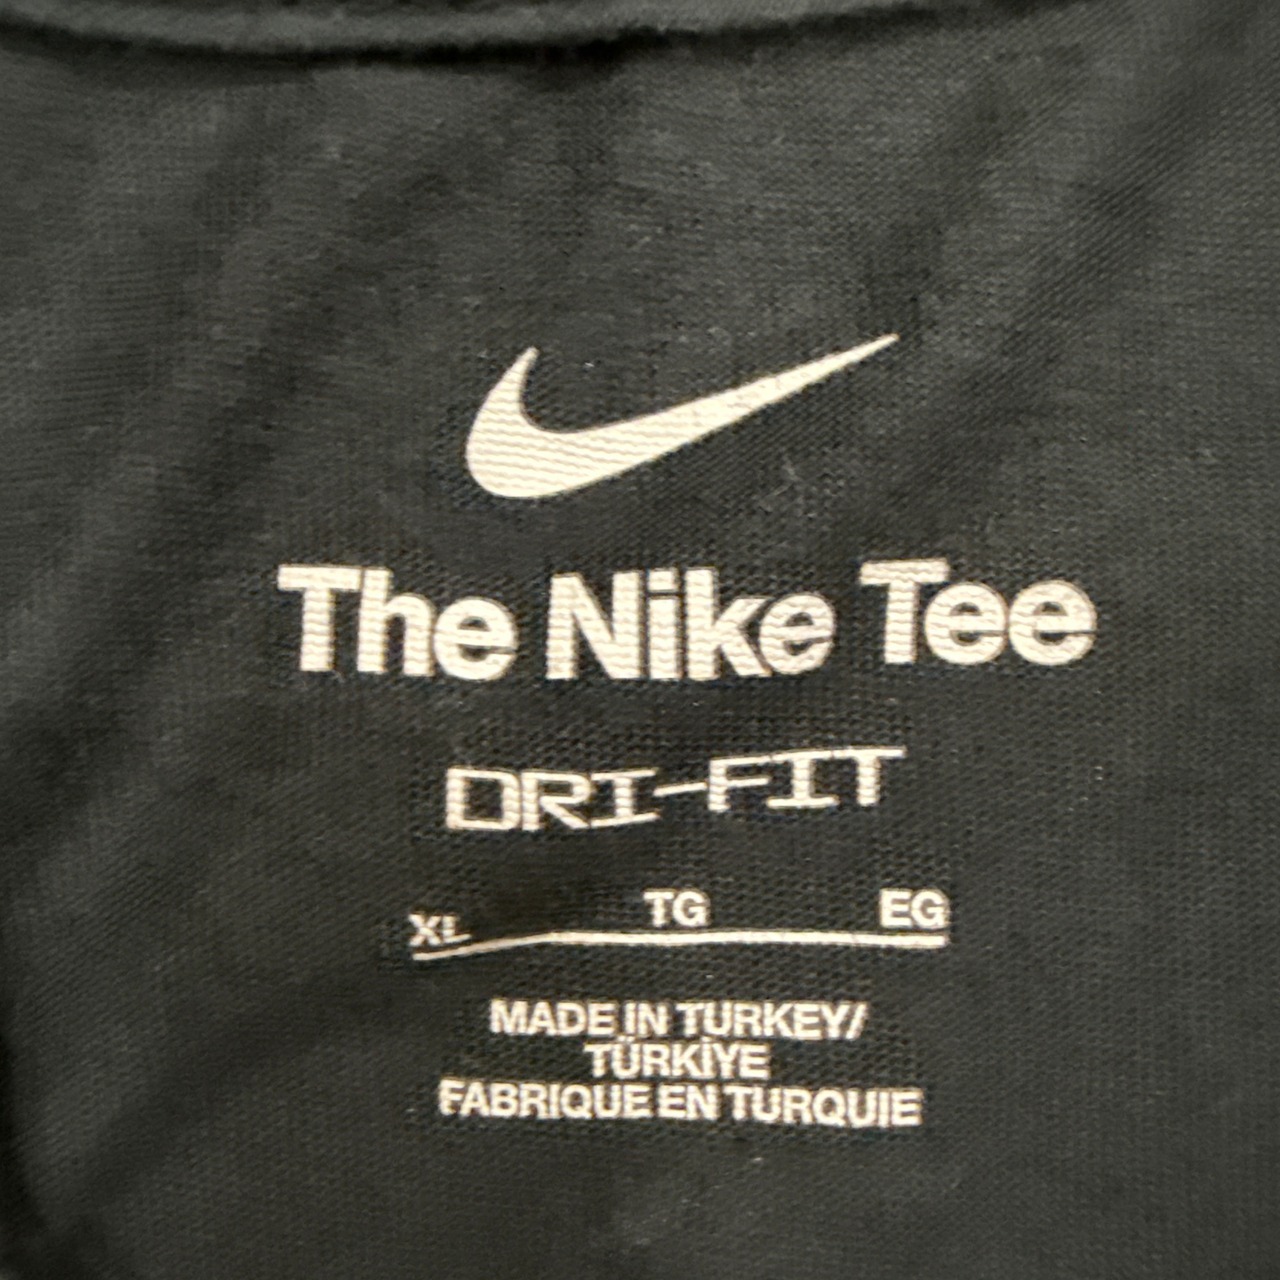 The Nike Tee
DRI-FIT
XL TG EG
MADE IN TURKEY/
TÜRKİYE
FABRIQUE EN TURQUIE